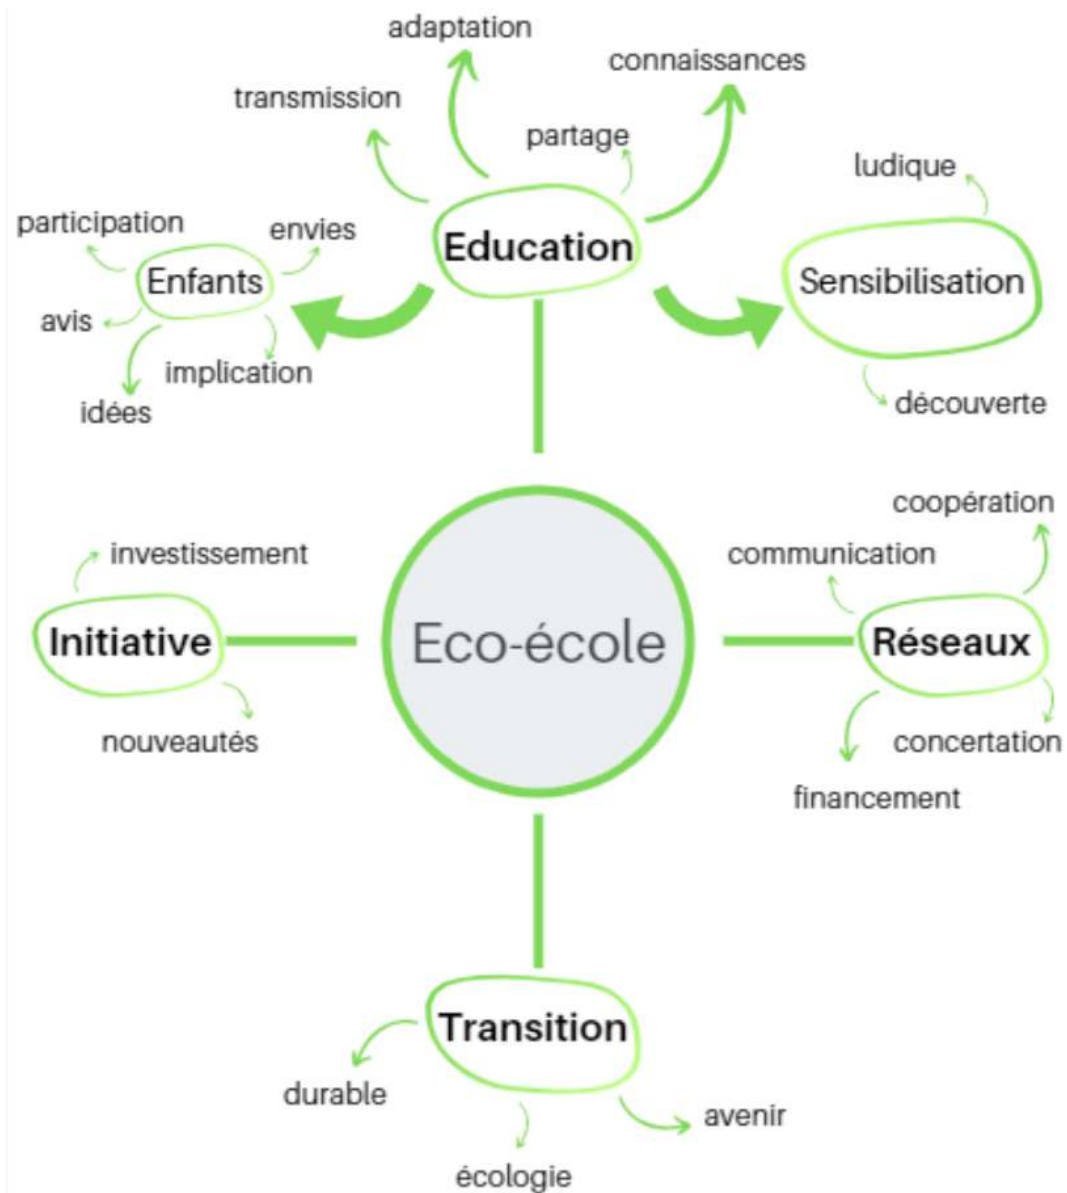 adaptation
connaissances
transmission
partage
ludique
participation
envies
Education
Enfants
Sensibilisation
avis
implication
idées
découverte
coopération
investissement
communication
Initiative
Eco-école
Réseaux
nouveautés
concertation
financement
Transition
durable
avenir
écologie